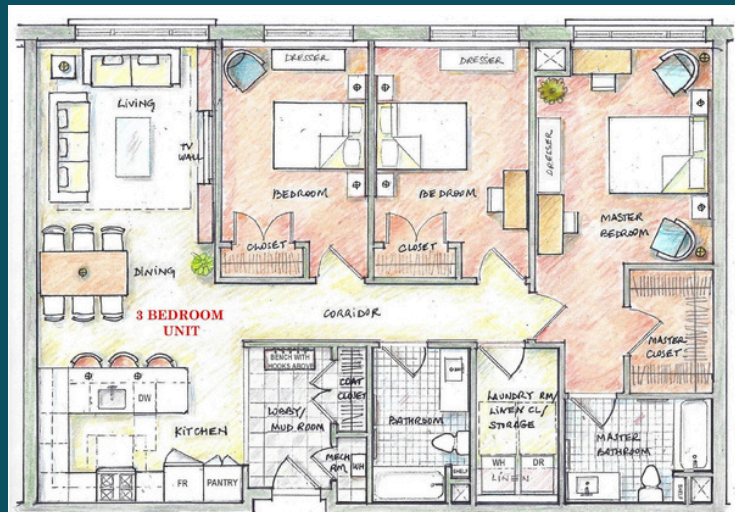 DRESSER
DRESSER
LIVING
TV
WALL
DRESSER
BEDROOM
BEDROOM
MASTER
BEDROOM
CLOSET
CLOSET
DINING
3 BEDROOM
UNIT
CORRIDOR
MASTER
CLOSET
BENCH WITH
HOOKS ABOVE
COAT
CLOSET
DW
LOBBY/
MUD ROOM
BATHROOM
LAUNDRY RM/
LINEN CL/
STORAGE
KITCHEN
MASTER
BATHROOM
MECH
RM
WH
FR
PANTRY
SHELF
WH
DR
LINEN
SHELF